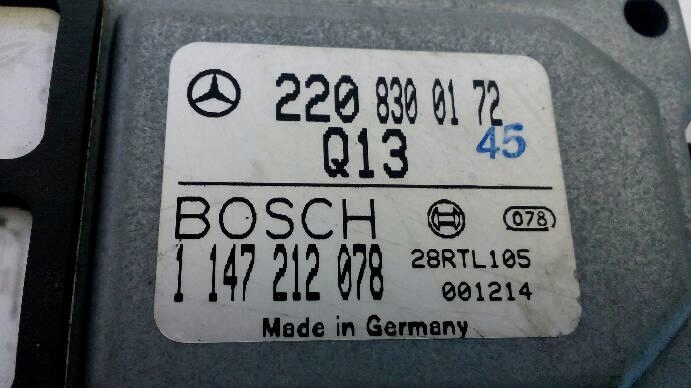 220 830 01 72
Q13 45
BOSCH 078
1 147 212 078 28RTL105
001214
Made in Germany